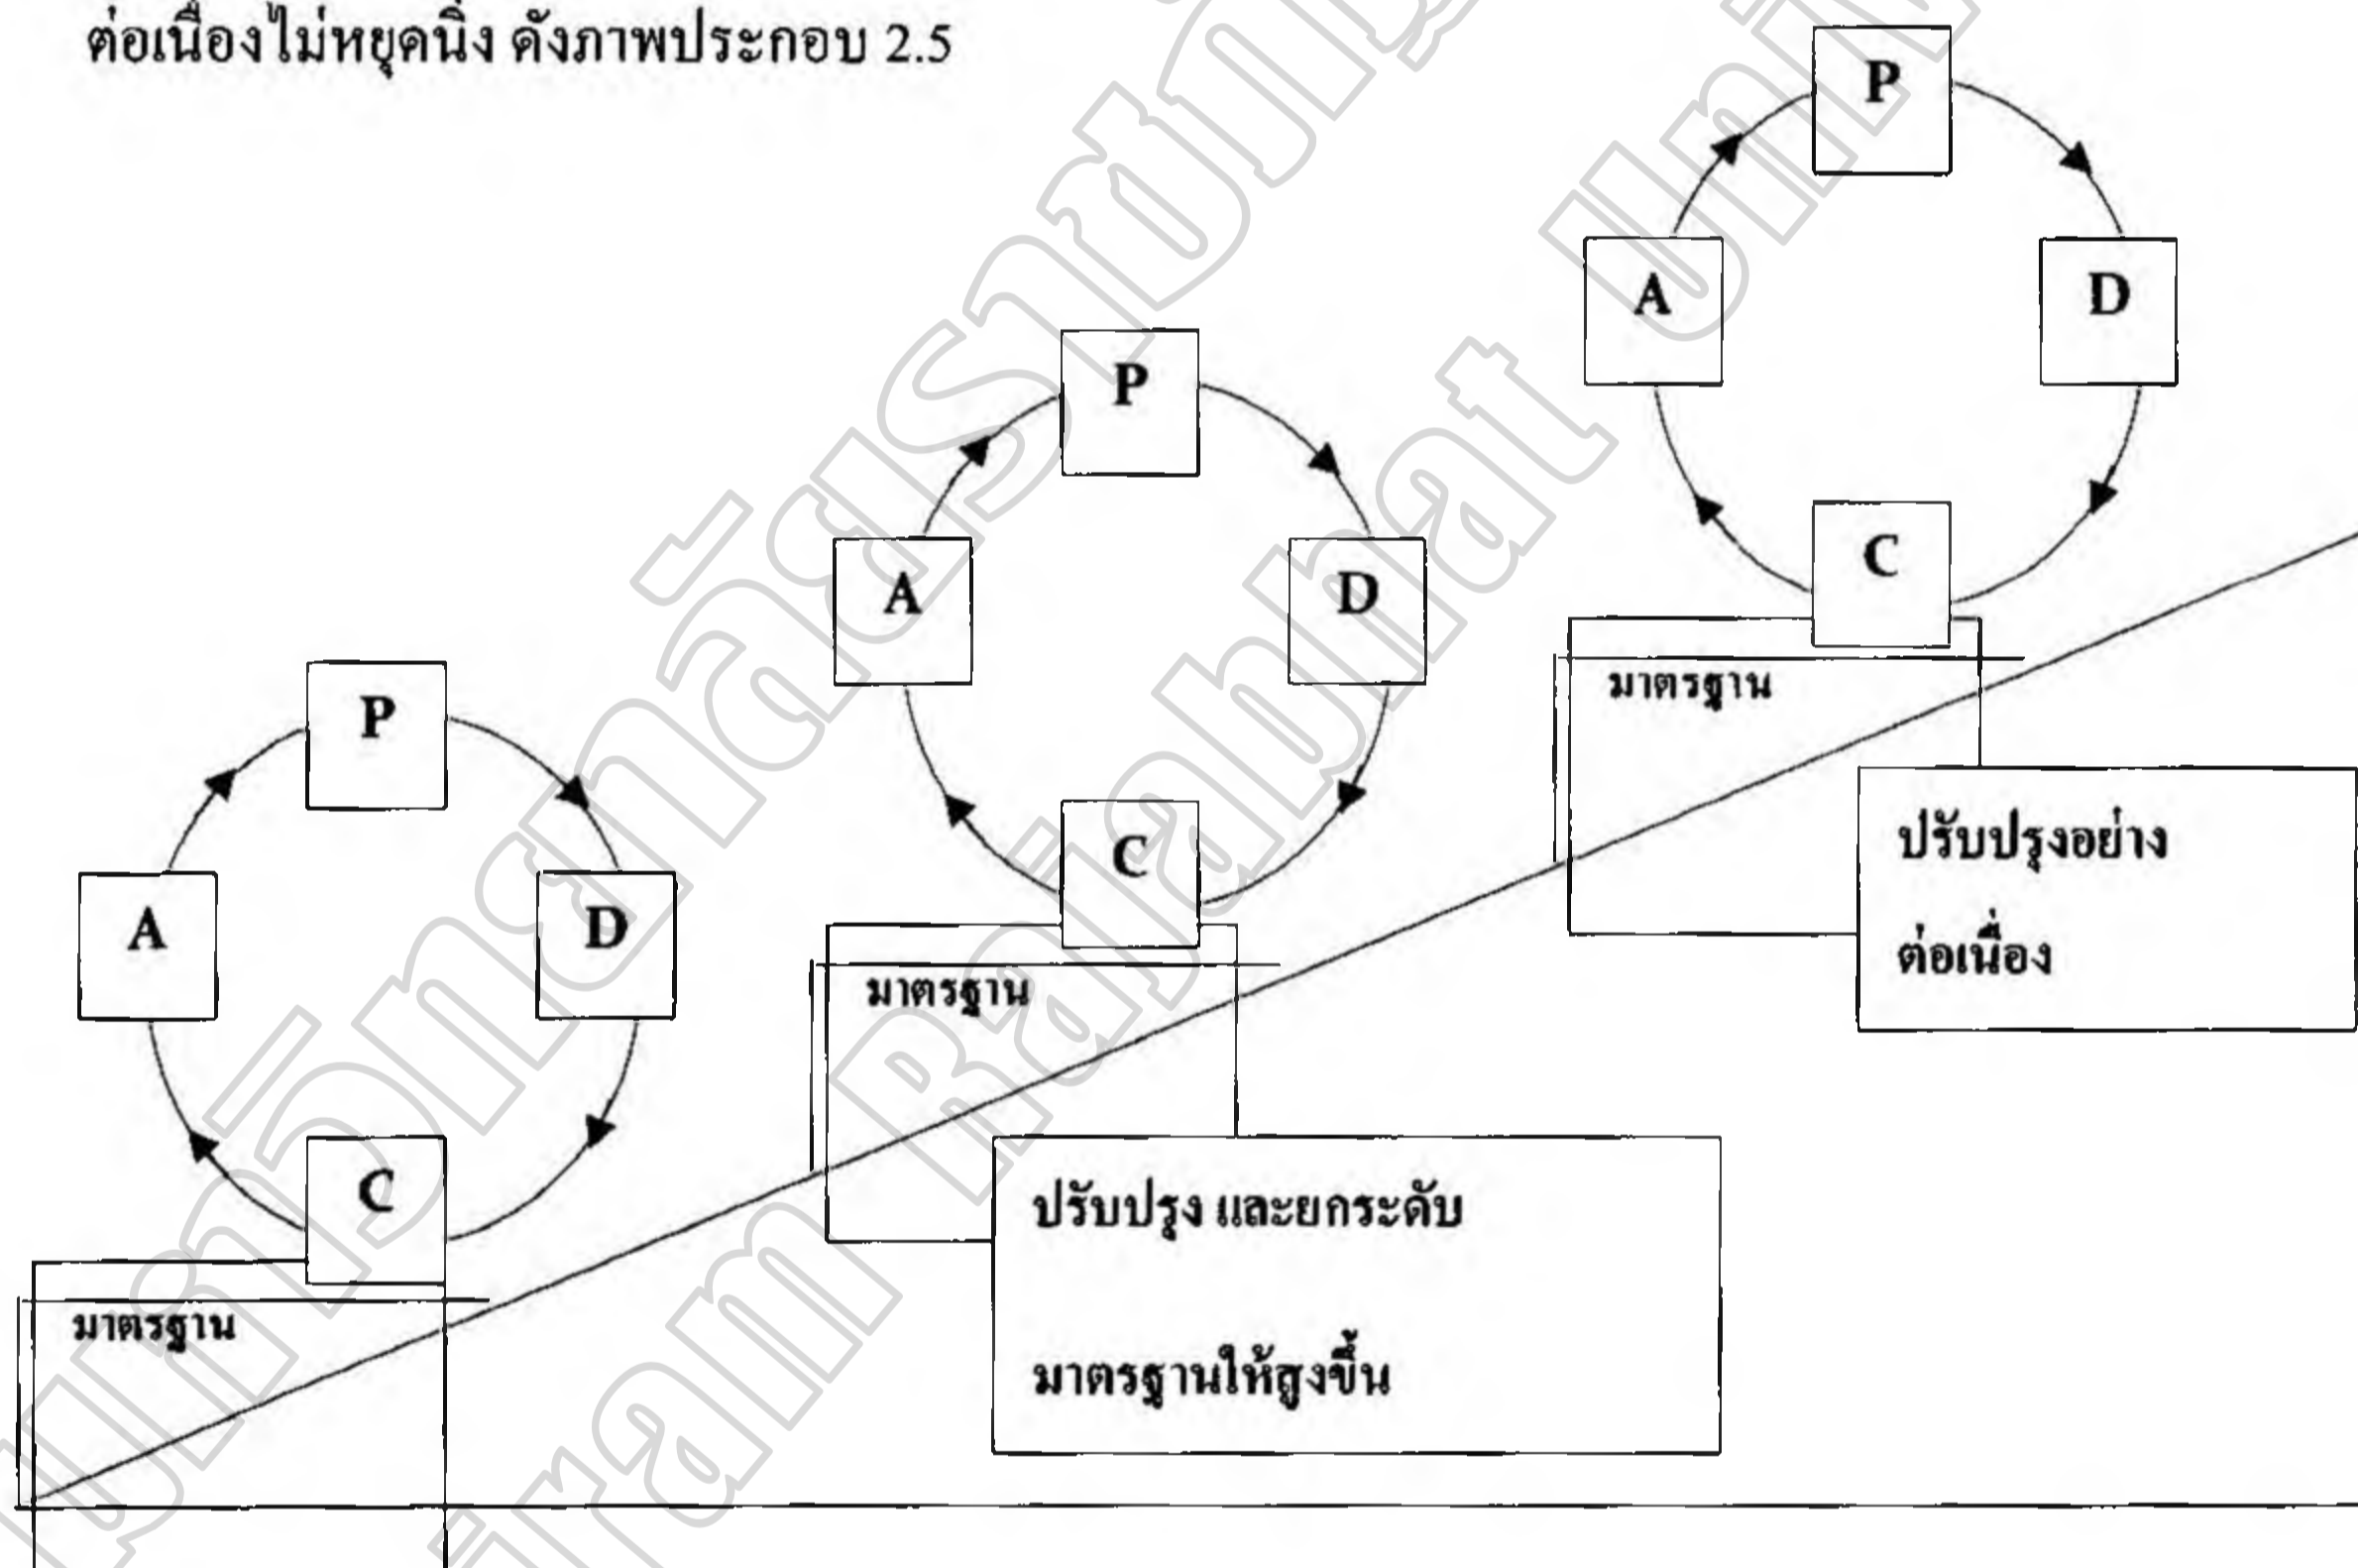 ต่อเนื่องไม่หยุดนิ่ง ดังภาพประกอบ 2.5
P
A
D
C
มาตรฐาน
P
A
D
C
มาตรฐาน
ปรับปรุง และยกระดับ
มาตรฐานให้สูงขึ้น
P
A
D
C
มาตรฐาน
ปรับปรุงอย่าง
ต่อเนื่อง
Rajabhat